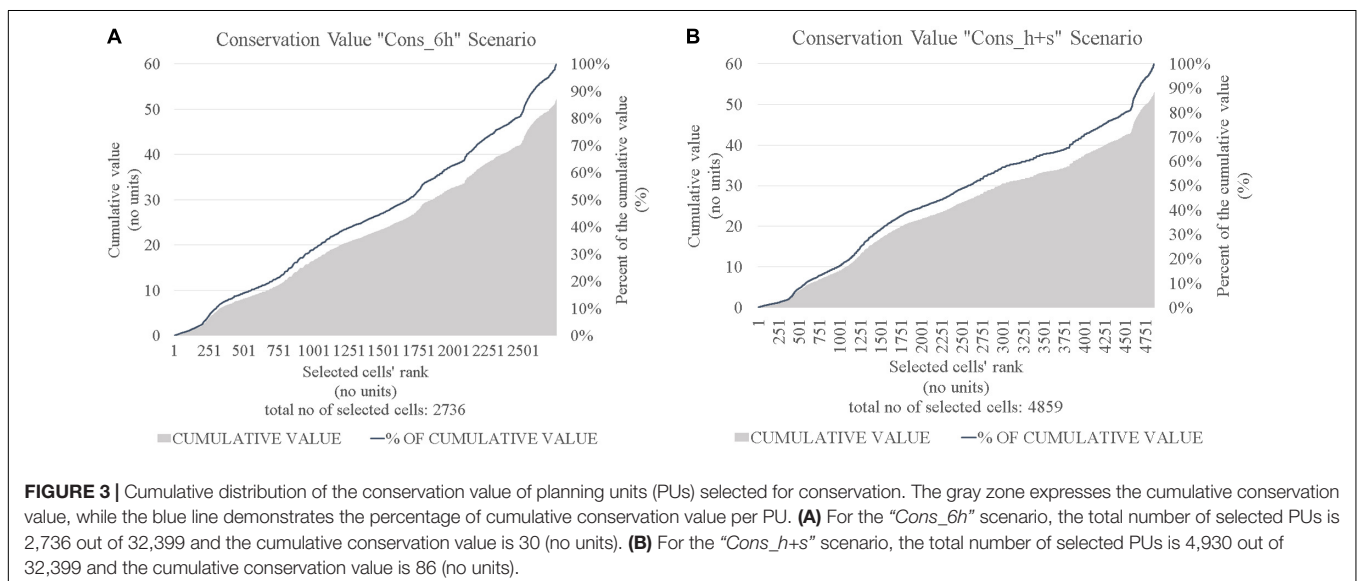 A
Conservation Value "Cons_6h" Scenario
60
50
40
30
20
10
0
Cumulative value
(no units)
100%
90%
80%
70%
60%
50%
40%
30%
20%
10%
0%
Percent of the cumulative value
(%)
1 251 501 751 1001 1251 1501 1751 2001 2251 2501
Selected cells' rank
(no units)
total no of selected cells: 2736
CUMULATIVE VALUE % OF CUMULATIVE VALUE
B
Conservation Value "Cons_h+s" Scenario
60
50
40
30
20
10
0
Cumulative value
(no units)
100%
90%
80%
70%
60%
50%
40%
30%
20%
10%
0%
Percent of the cumulative value
(%)
1 251 501 751 1001 1251 1501 1751 2001 2251 2501 2751 3001 3251 3501 3751 4001 4251 4501 4751
Selected cells' rank
(no units)
total no of selected cells: 4859
CUMULATIVE VALUE % OF CUMULATIVE VALUE
FIGURE 3 | Cumulative distribution of the conservation value of planning units (PUs) selected for conservation. The gray zone expresses the cumulative conservation
value, while the blue line demonstrates the percentage of cumulative conservation value per PU. (A) For the "Cons_6h" scenario, the total number of selected PUs is
2,736 out of 32,399 and the cumulative conservation value is 30 (no units). (B) For the "Cons_h+s" scenario, the total number of selected PUs is 4,930 out of
32,399 and the cumulative conservation value is 86 (no units).